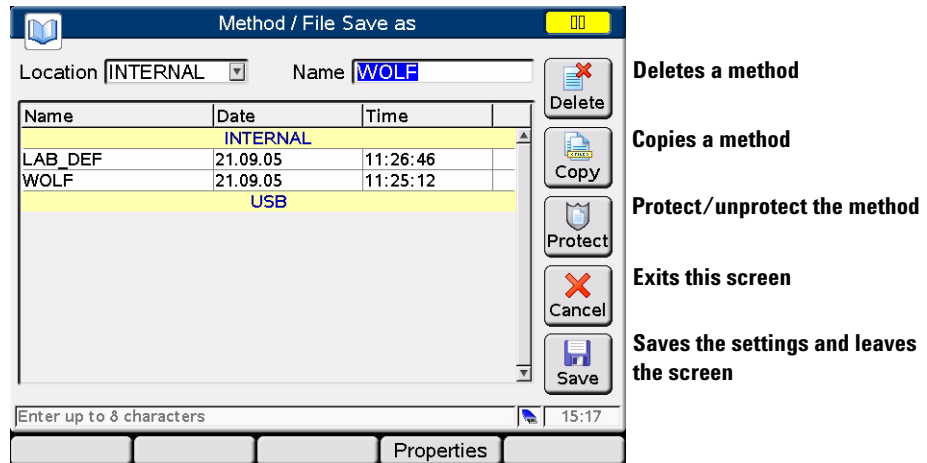 Method / File Save as
Location INTERNAL Name WOLF
Delete
Deletes a method
Name Date Time
INTERNAL
LAB_DEF 21.09.05 11:26:46
WOLF 21.09.05 11:25:12
USB
Copy
Copies a method
Protect
Protect/unprotect the method
Cancel
Exits this screen
Save
Saves the settings and leaves
the screen
Enter up to 8 characters 15:17
Properties